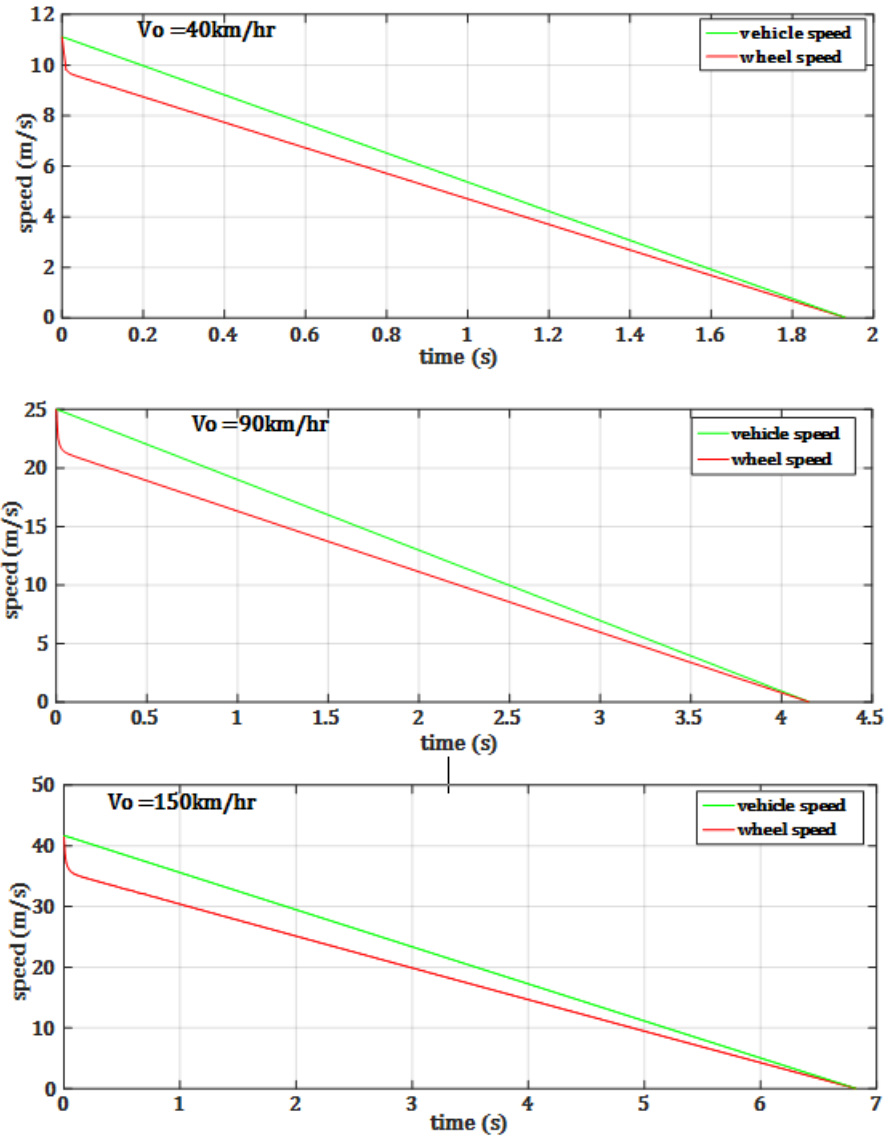 Vo =40km/hr
vehicle speed
wheel speed
12
10
8
6
4
2
0
speed (m/s)
0 0.2 0.4 0.6 0.8 1 1.2 1.4 1.6 1.8 2
time (s)
Vo =90km/hr
vehicle speed
wheel speed
25
20
15
10
5
0
speed (m/s)
0 0.5 1 1.5 2 2.5 3 3.5 4 4.5
time (s)
Vo =150km/hr
vehicle speed
wheel speed
50
40
30
20
10
0
speed (m/s)
0 1 2 3 4 5 6 7
time (s)